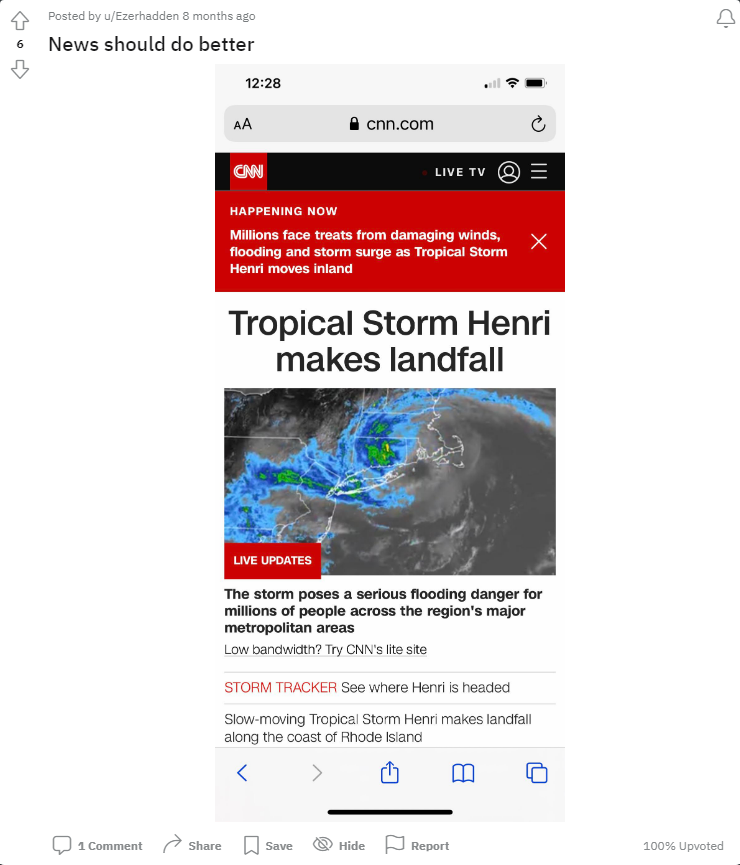 Posted by u/Ezerhadden 8 months ago
6
News should do better
12:28
AA
cnn.com
CNN
LIVE TV
HAPPENING NOW
Millions face treats from damaging winds,
flooding and storm surge as Tropical Storm
Henri moves inland
Tropical Storm Henri
makes landfall
LIVE UPDATES
The storm poses a serious flooding danger for
millions of people across the region's major
metropolitan areas
Low bandwidth? Try CNN's lite site
STORM TRACKER See where Henri is headed
Slow-moving Tropical Storm Henri makes landfall
along the coast of Rhode Island
1 Comment Share Save Hide Report 100% Upvoted